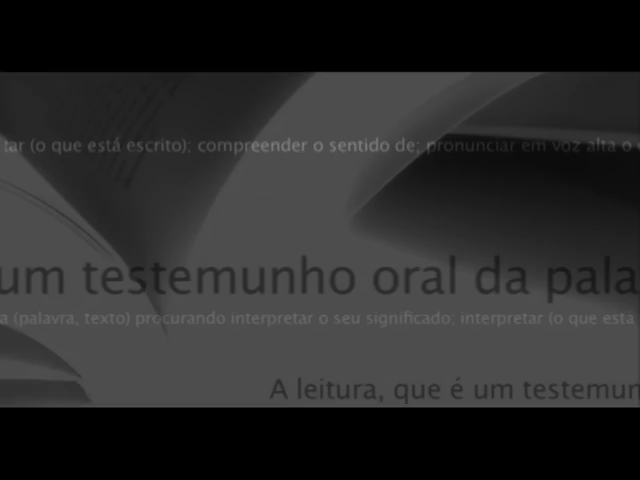 tar (o que está escrito); compreender o sentido de; pronunciar em voz alta o
um testemunho oral da pala
a (palavra, texto) procurando interpretar o seu significado; interpretar (o que está
A leitura, que é um testemun